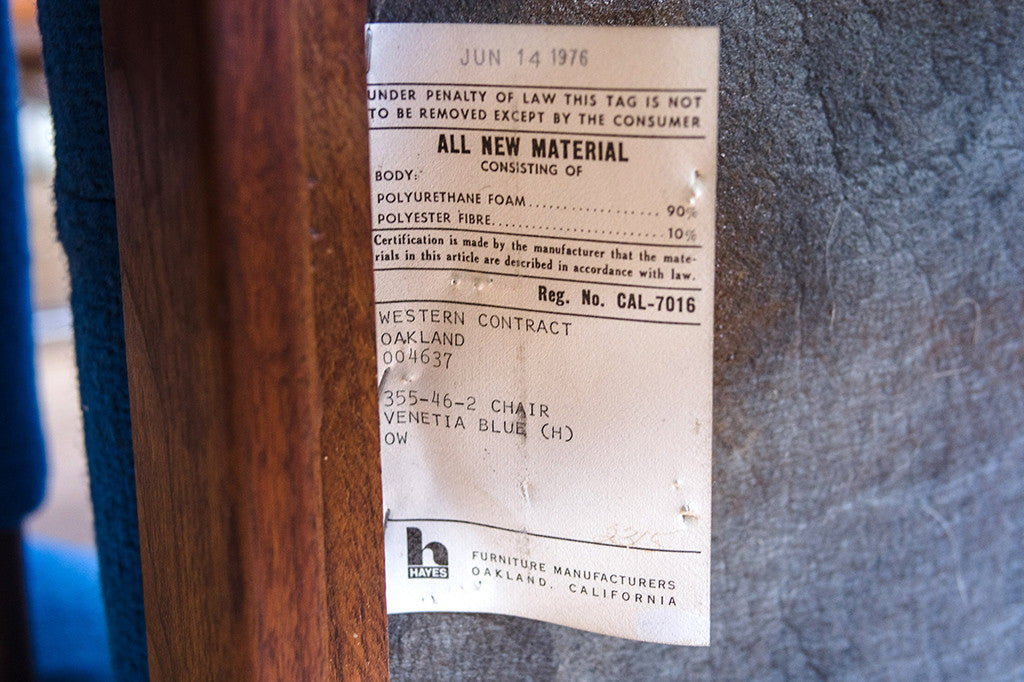 JUN 14 1976
UNDER PENALTY OF LAW THIS TAG IS NOT
TO BE REMOVED EXCEPT BY THE CONSUMER
ALL NEW MATERIAL
CONSISTING OF
BODY:
POLYURETHANE FOAM.................. 90%
POLYESTER FIBRE........................ 10%
Certification is made by the manufacturer that the mate-
rials in this article are described in accordance with law.
Reg. No. CAL-7016
WESTERN CONTRACT
OAKLAND
004637
355-46-2 CHAIR
VENETIA BLUE (H)
OW
h
HAYES
FURNITURE MANUFACTURERS
OAKLAND, CALIFORNIA